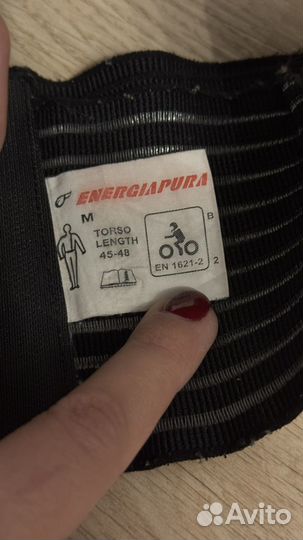 ENERGIAPURA
M
TORSO
LENGTH
45-48
B
EN 1621-2
2
Avito